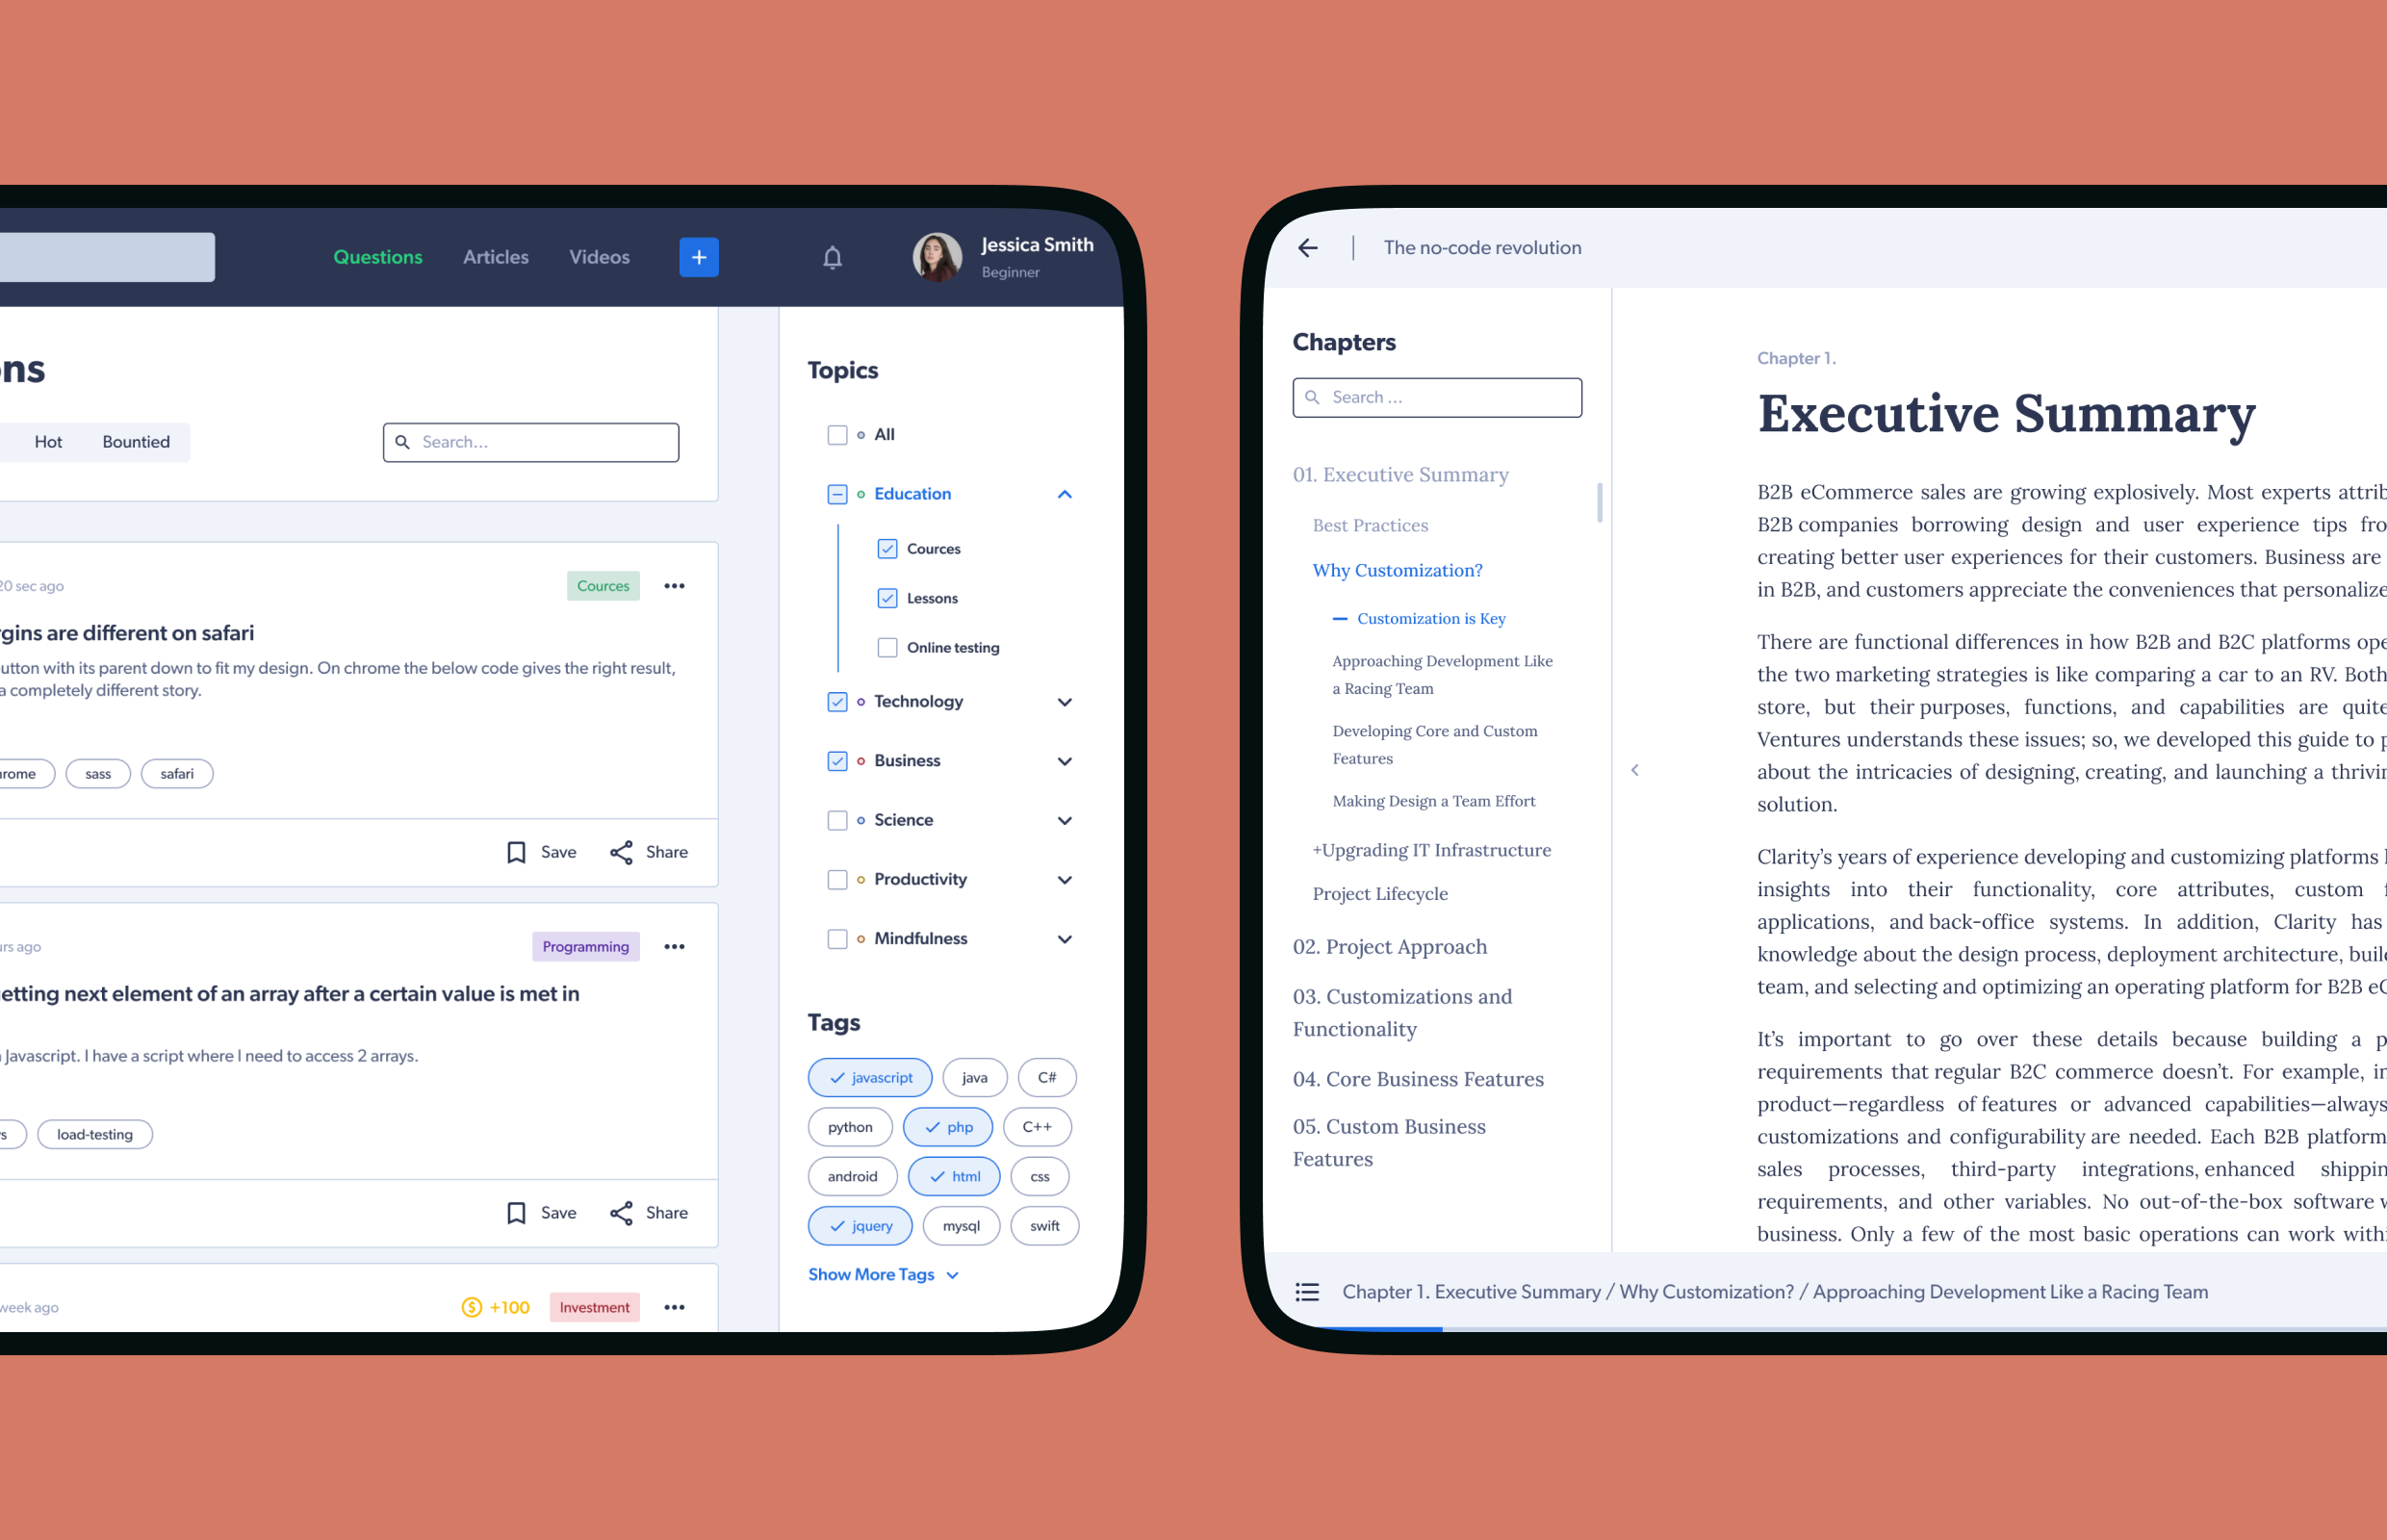 Questions Articles Videos +
Jessica Smith
Beginner
ns
Hot Bountied
Search...
20 sec ago
Cources
gins are different on safari
utton with its parent down to fit my design. On chrome the below code gives the right result,
a completely different story.
rome sass safari
Save Share
urs ago
Programming
etting next element of an array after a certain value is met in
Javascript. I have a script where I need to access 2 arrays.
s load-testing
Save Share
week ago
$ +100 Investment
Topics
All
Education
Cources
Lessons
Online testing
Technology
Business
Science
Productivity
Mindfulness
Tags
javascript java C#
python php C++
android html css
jquery mysql swift
Show More Tags
The no-code revolution
Chapters
Search ...
01. Executive Summary
Best Practices
Why Customization?
Customization is Key
Approaching Development Like
a Racing Team
Developing Core and Custom
Features
Making Design a Team Effort
+Upgrading IT Infrastructure
Project Lifecycle
02. Project Approach
03. Customizations and
Functionality
04. Core Business Features
05. Custom Business
Features
Chapter 1.
Executive Summary
B2B eCommerce sales are growing explosively. Most experts attrib
B2B companies borrowing design and user experience tips fro
creating better user experiences for their customers. Business are
in B2B, and customers appreciate the conveniences that personalize
There are functional differences in how B2B and B2C platforms ope
the two marketing strategies is like comparing a car to an RV. Both
store, but their purposes, functions, and capabilities are quite
Ventures understands these issues; so, we developed this guide to p
about the intricacies of designing, creating, and launching a thrivin
solution.
Clarity’s years of experience developing and customizing platforms
insights into their functionality, core attributes, custom f
applications, and back-office systems. In addition, Clarity has
knowledge about the design process, deployment architecture, buil
team, and selecting and optimizing an operating platform for B2B eC
It’s important to go over these details because building a p
requirements that regular B2C commerce doesn’t. For example, in
product—regardless of features or advanced capabilities—always
customizations and configurability are needed. Each B2B platform
sales processes, third-party integrations, enhanced shippin
requirements, and other variables. No out-of-the-box software w
business. Only a few of the most basic operations can work with
Chapter 1. Executive Summary / Why Customization? / Approaching Development Like a Racing Team